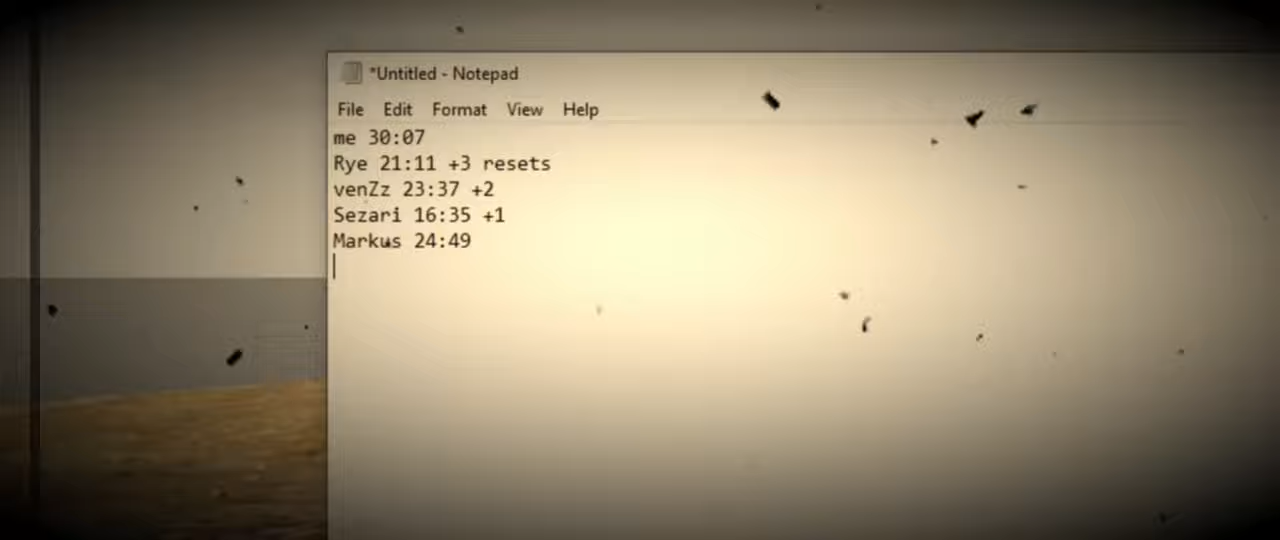 *Untitled - Notepad
File Edit Format View Help
me 30:07
Rye 21:11 +3 resets
venZz 23:37 +2
Sezari 16:35 +1
Markus 24:49